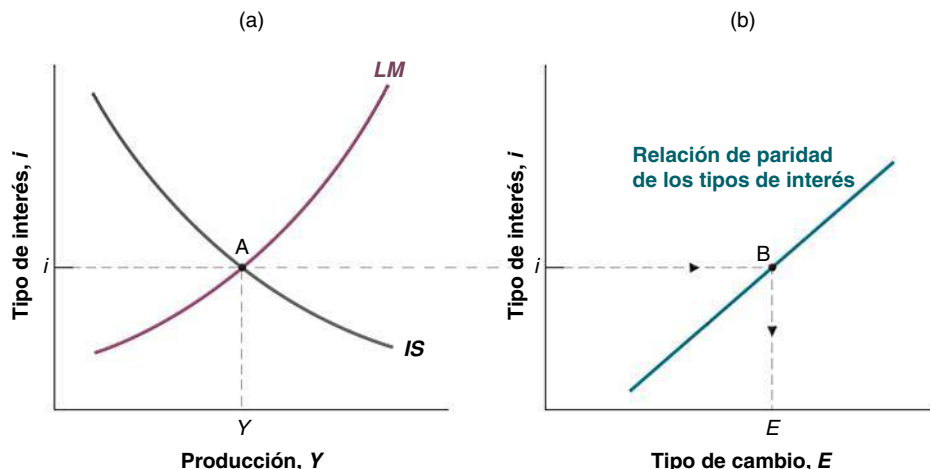 (a)
(b)
LM
Tipo de interés, i
Tipo de interés, i
Relación de paridad
de los tipos de interés
A
B
i
i
IS
Y
E
Producción, Y
Tipo de cambio, E